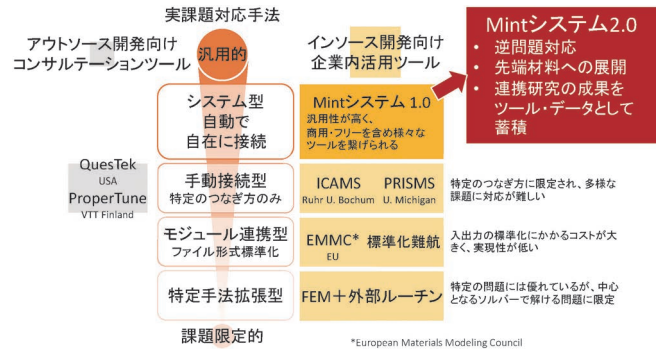 実課題対応手法
アウトソース開発向け
コンサルテーションツール
汎用的
インソース開発向け
企業内活用ツール
Mintシステム2.0
• 逆問題対応
• 先端材料への展開
• 連携研究の成果を
ツール・データとして
蓄積
システム型
自動で
自在に接続
Mintシステム 1.0
汎用性が高く、
商用・フリーを含め様々な
ツールを繋げられる
QuesTek
USA
ProperTune
VTT Finland
手動接続型
特定のつなぎ方のみ
ICAMS PRISMS
Ruhr U. Bochum U. Michigan
特定のつなぎ方に限定され、多様な
課題に対応が難しい
モジュール連携型
ファイル形式標準化
EMMC* 標準化難航
EU
入出力の標準化にかかるコストが大
きく、実現性が低い
特定手法拡張型
FEM＋外部ルーチン
特定の問題には優れているが、中心
となるソルバーで解ける問題に限定
課題限定的
*European Materials Modeling Council